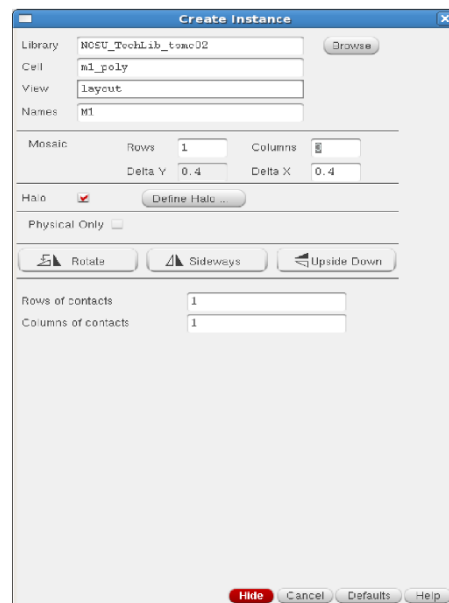 Create Instance
Library NCSU_TechLib_tsmc02 Browse
Cell m1_poly
View layout
Names M1
Mosaic Rows 1 Columns
Delta Y 0.4 Delta X 0.4
Halo Define Halo ...
Physical Only
Rotate Sideways Upside Down
Rows of contacts 1
Columns of contacts 1
Hide Cancel Defaults Help